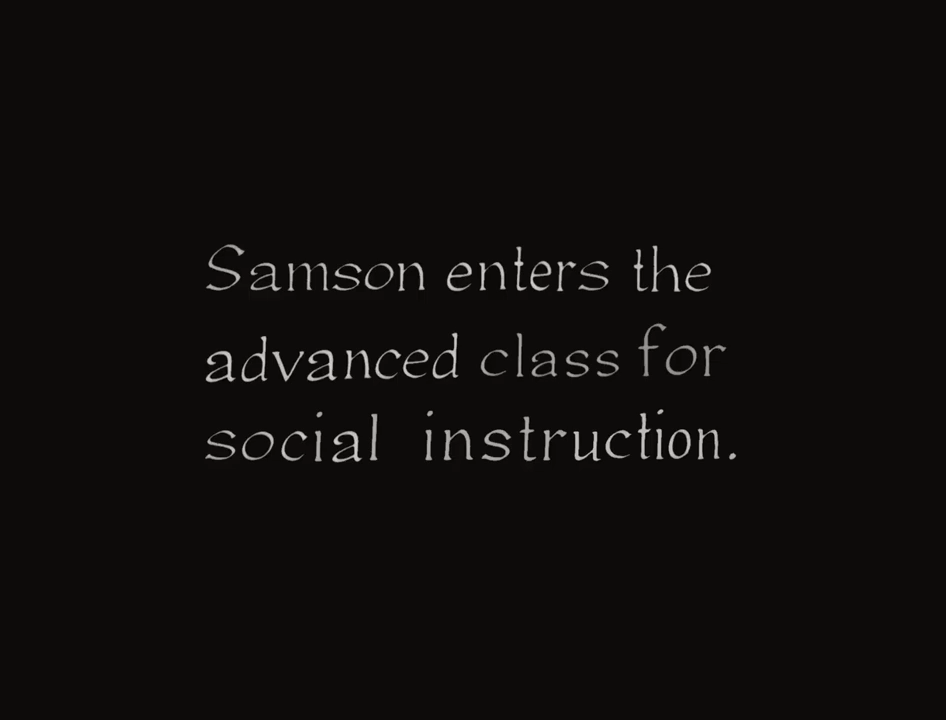 Samson enters the
advanced class for
social instruction.